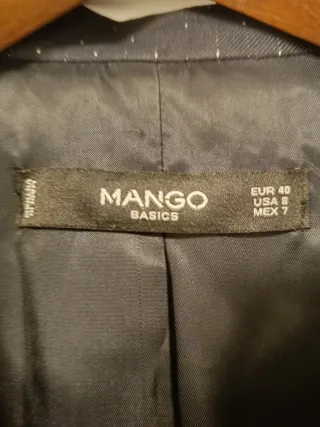 MANGO
BASICS
EUR 40
USA 8
MEX 7